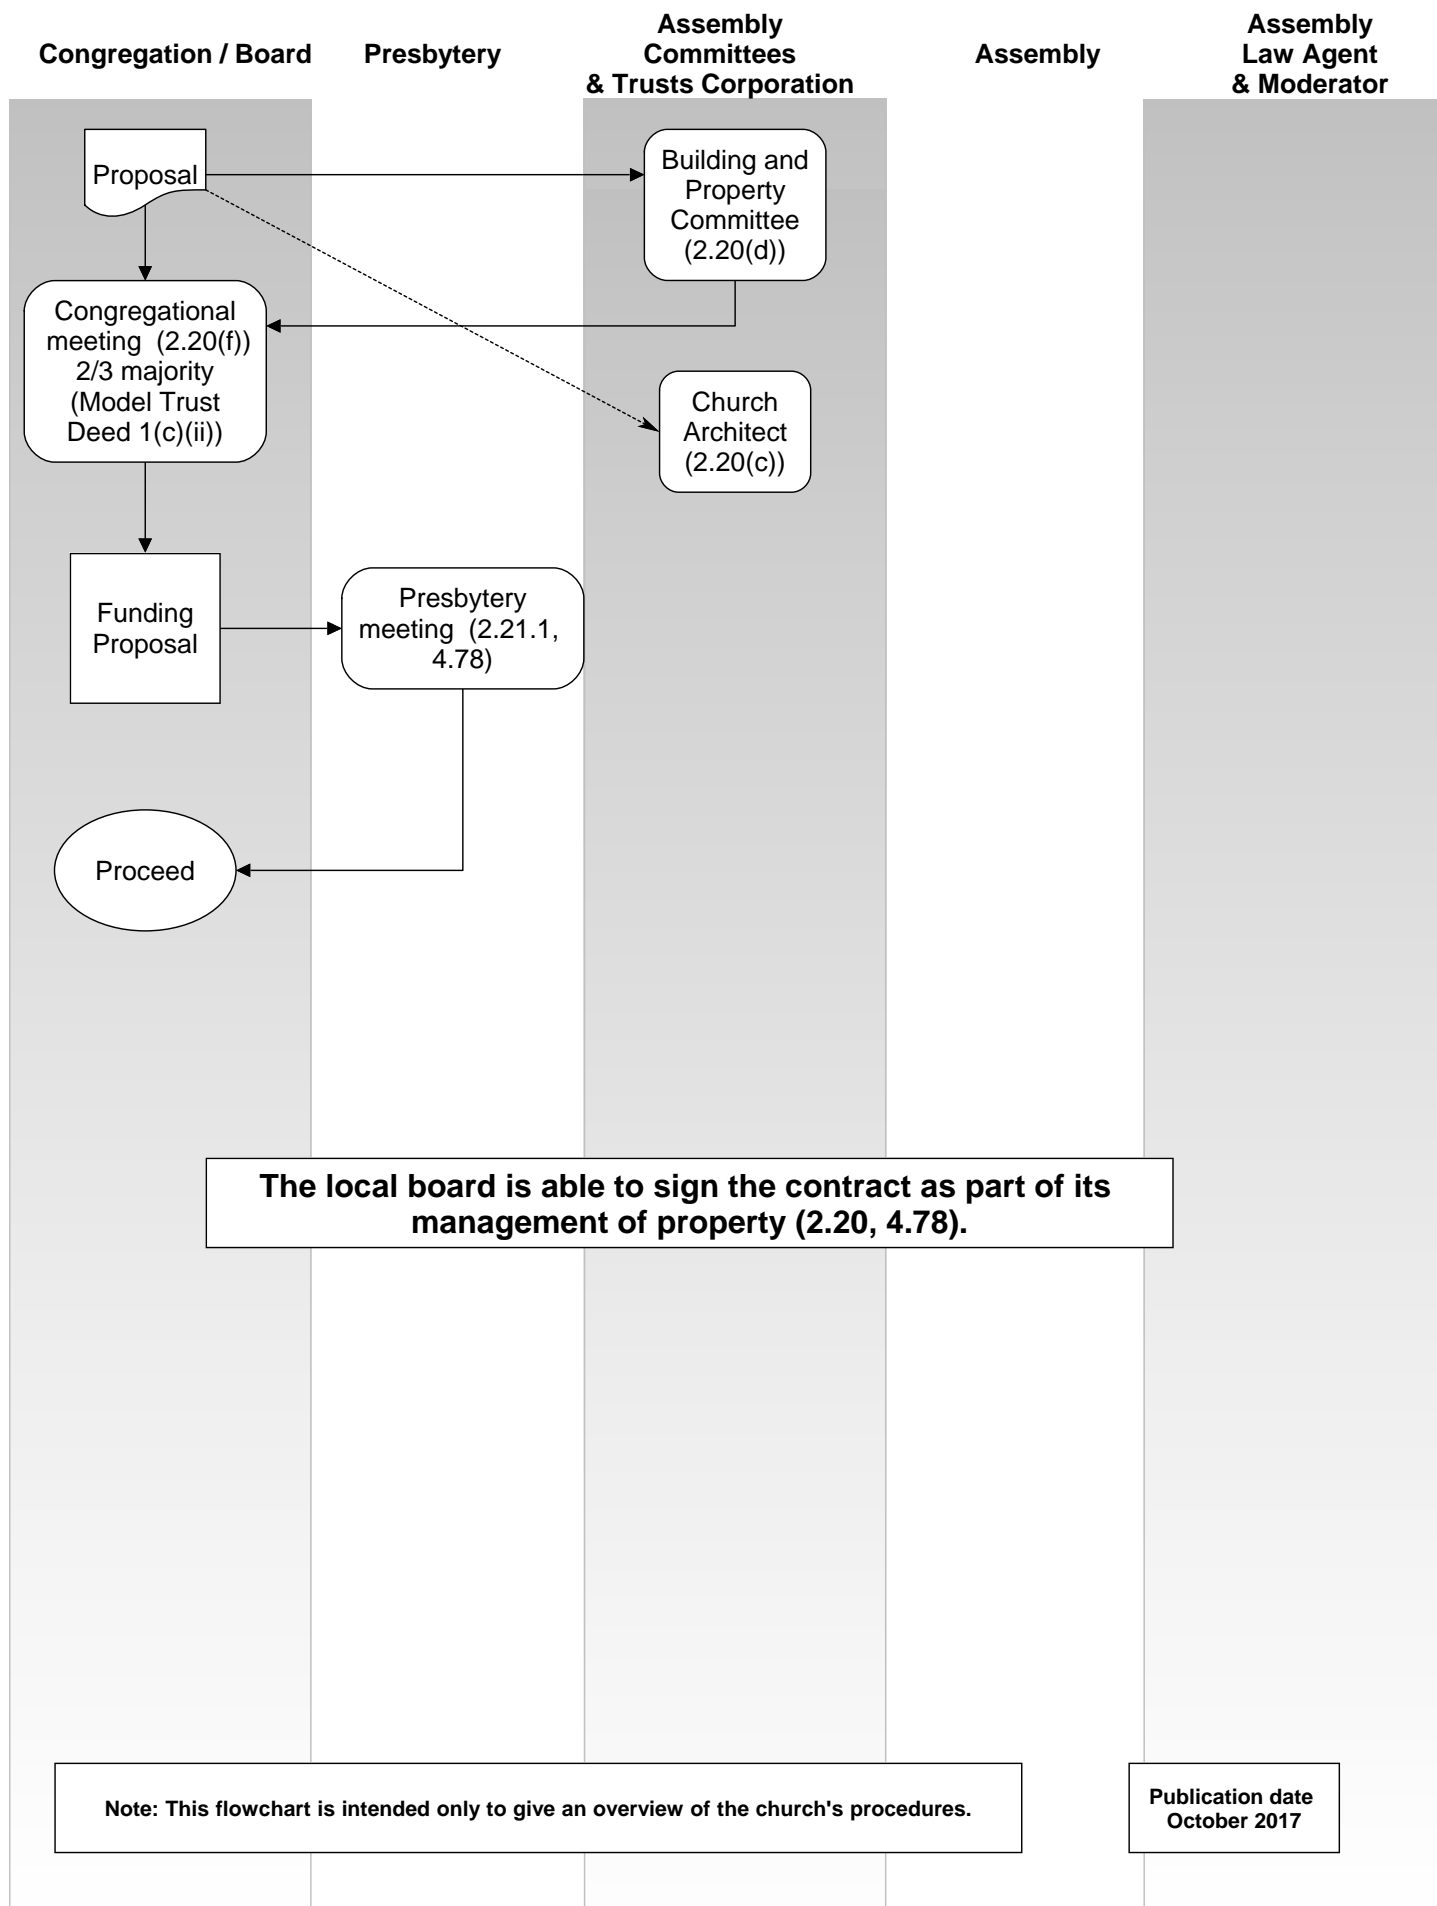 Congregation / Board
Presbytery
Assembly
Committees
& Trusts Corporation
Assembly
Assembly
Law Agent
& Moderator
Proposal
Building and
Property
Committee
(2.20(d))
Congregational
meeting  (2.20(f))
2/3 majority
(Model Trust
Deed 1(c)(ii))
Church
Architect
(2.20(c))
Funding
Proposal
Presbytery
meeting  (2.21.1,
4.78)
Proceed
The local board is able to sign the contract as part of its
management of property (2.20, 4.78).
Note: This flowchart is intended only to give an overview of the church's procedures.
Publication date
October 2017